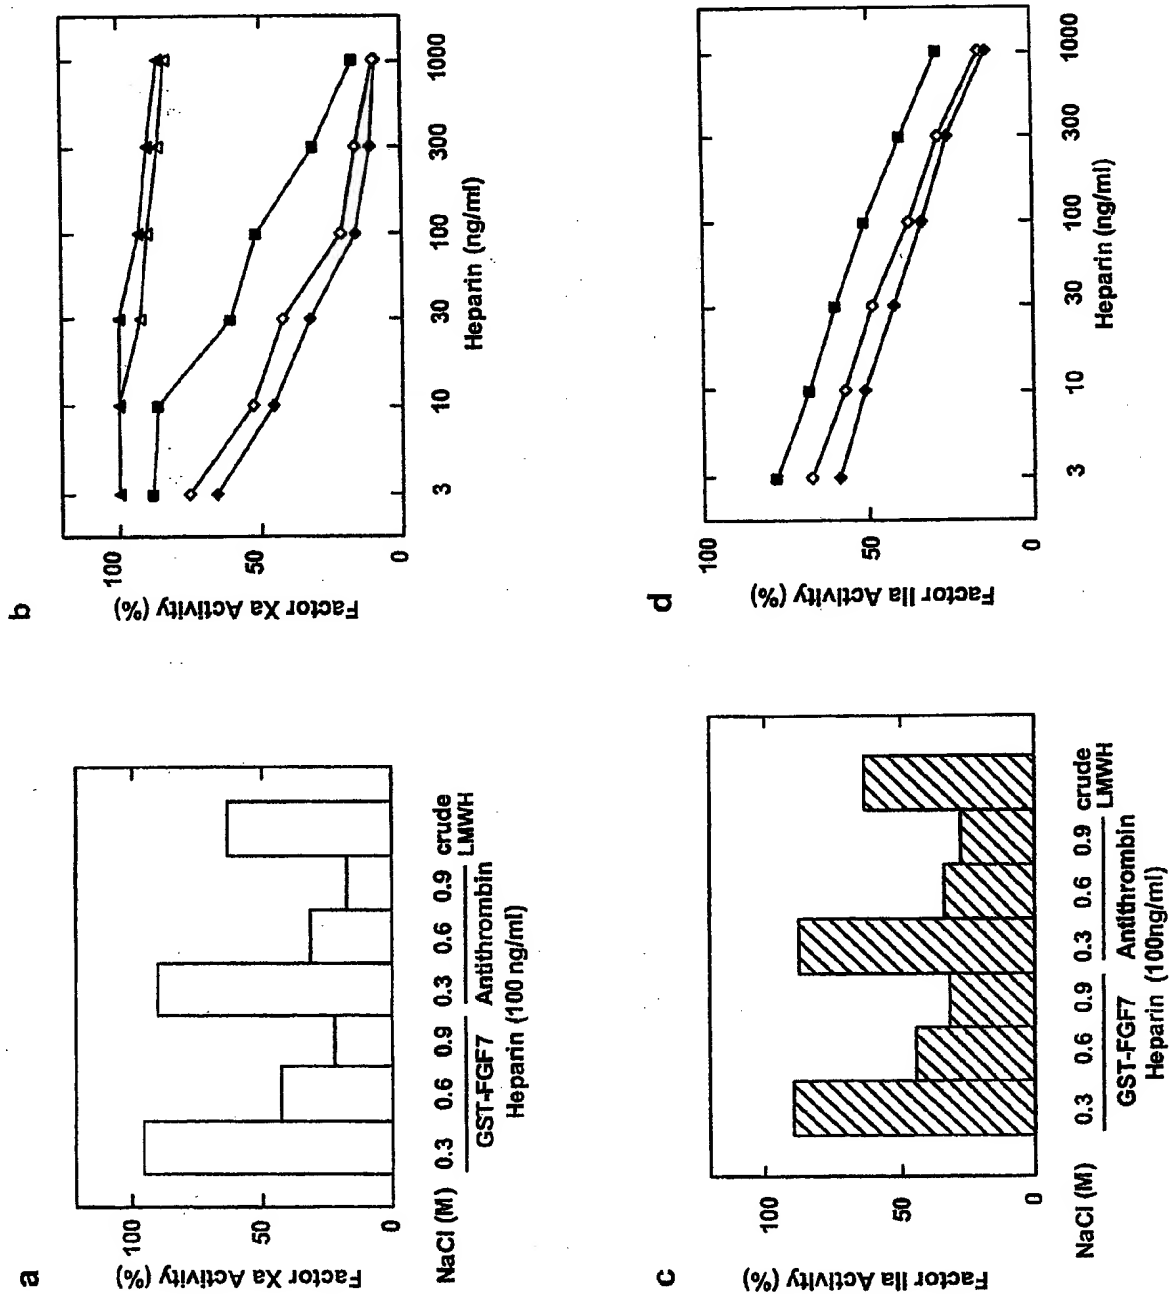 a
Factor Xa Activity (%)
100
50
0
NaCl (M)
0.3 0.6 0.9 0.3 0.6 0.9 crude
GST-FGF7 Antithrombin LMWH
Heparin (100 ng/ml)
b
Factor Xa Activity (%)
100
50
0
3 10 30 100 300 1000
Heparin (ng/ml)
c
Factor IIa Activity (%)
100
50
0
NaCl (M)
0.3 0.6 0.9 0.3 0.6 0.9 crude
GST-FGF7 Antithrombin LMWH
Heparin (100ng/ml)
d
Factor IIa Activity (%)
100
50
0
3 10 30 100 300 1000
Heparin (ng/ml)